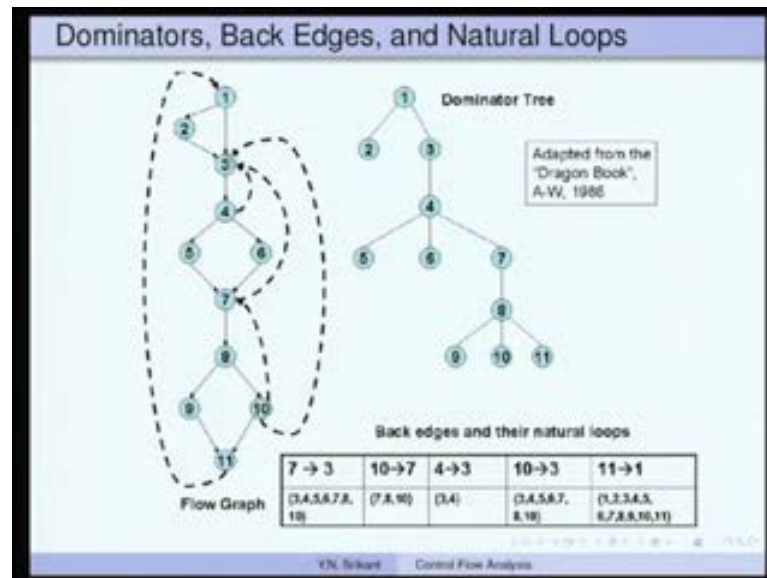 Dominators, Back Edges, and Natural Loops
1
2
3
4
5
6
7
8
9
10
11
Flow Graph
Dominator Tree
1
2
3
4
5
6
7
8
9
10
11
Adapted from the
"Dragon Book",
A-W, 1986
Back edges and their natural loops
7 → 3 10→7 4→3 10→3 11→1
{3,4,5,6,7,8, {7,8,10} {3,4} {3,4,5,6,7, {1,2,3,4,5,
10} 8,10} 6,7,8,9,10,11}
Y.N. Srikant Control Flow Analysis